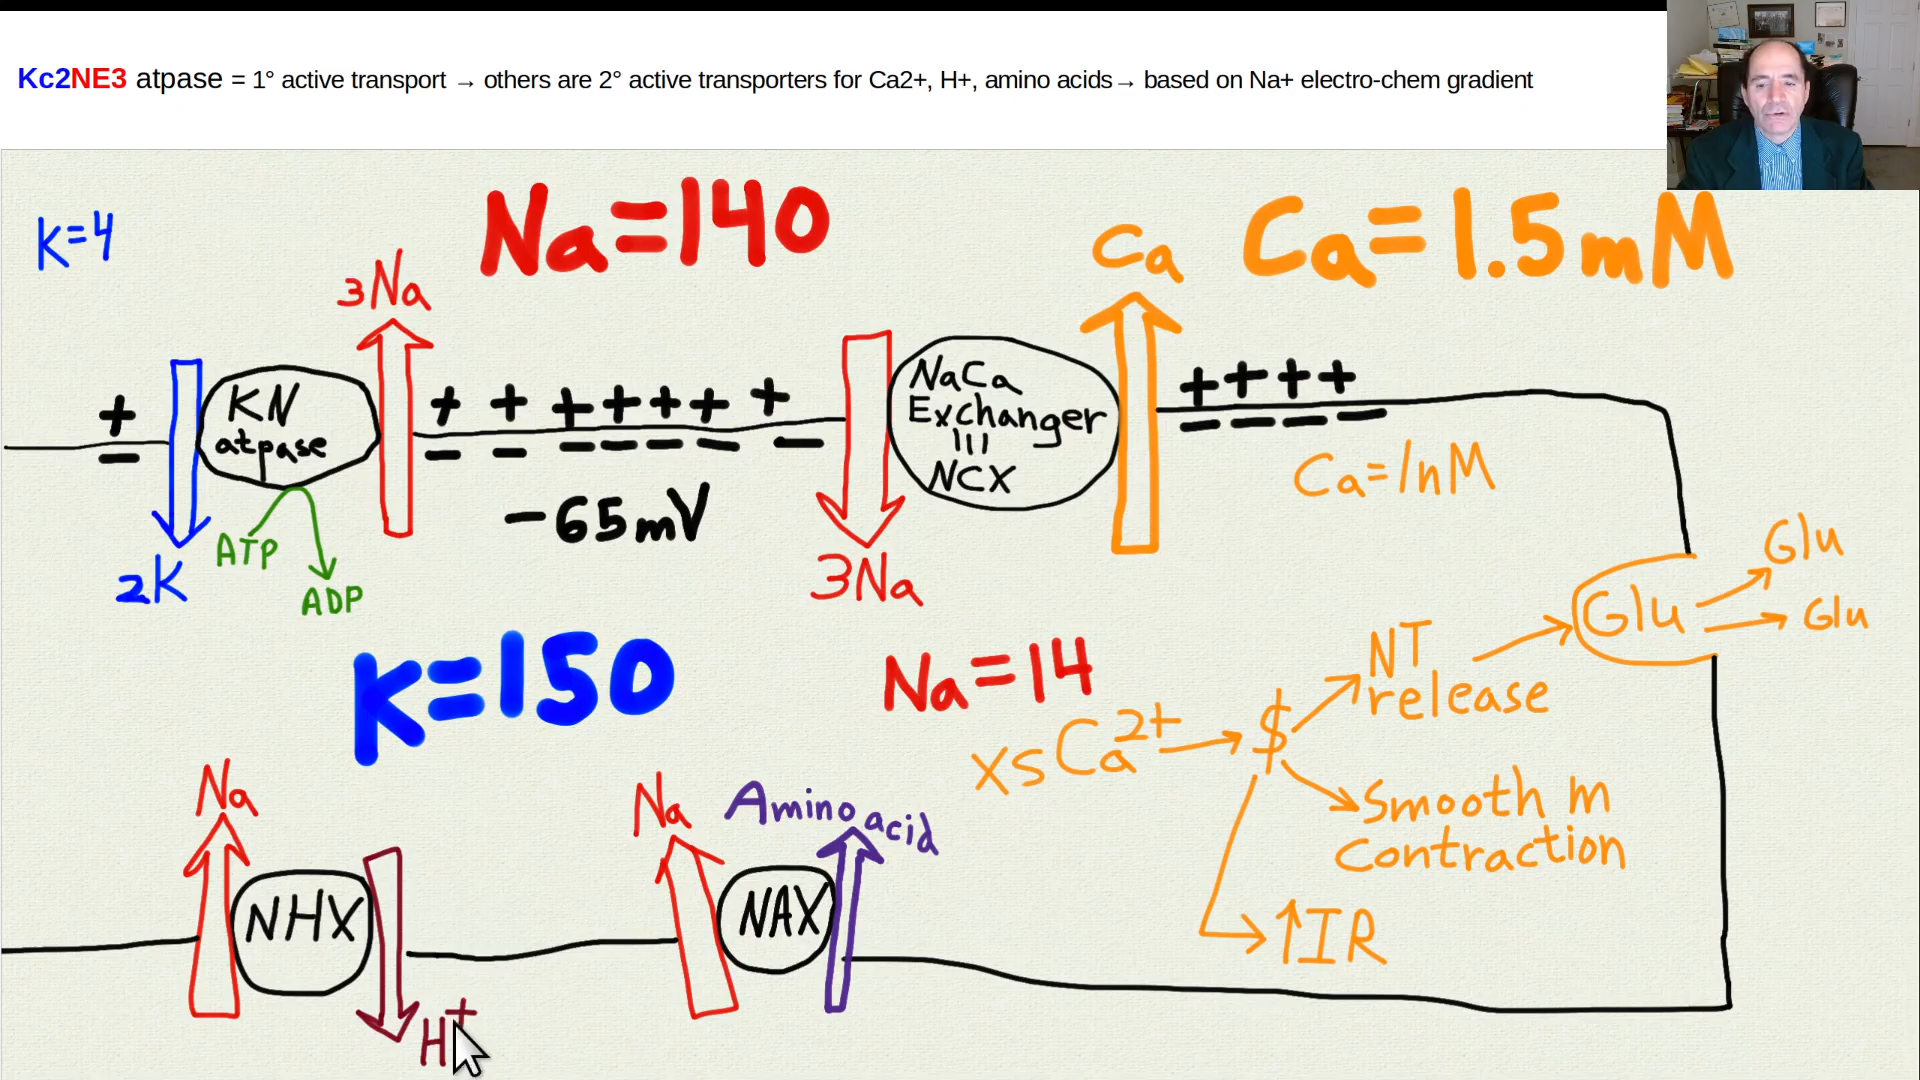 Kc2NE3 atpase = 1° active transport → others are 2° active transporters for Ca2+, H+, amino acids→ based on Na+ electro-chem gradient
K=4
3Na
Na=140
Ca
Ca=1.5mM
+
+ + + + + + +
+ + + +
KN
atpase
NaCa
Exchanger
III
NCX
-65mV
Ca=1nM
ATP
ADP
2K
3Na
Glu
Glu
Glu
K=150
Na=14
NT
release
xs Ca2+ → $
Smooth m
contraction
↑IR
Na
NHX
H+
Na
Amino acid
NAX